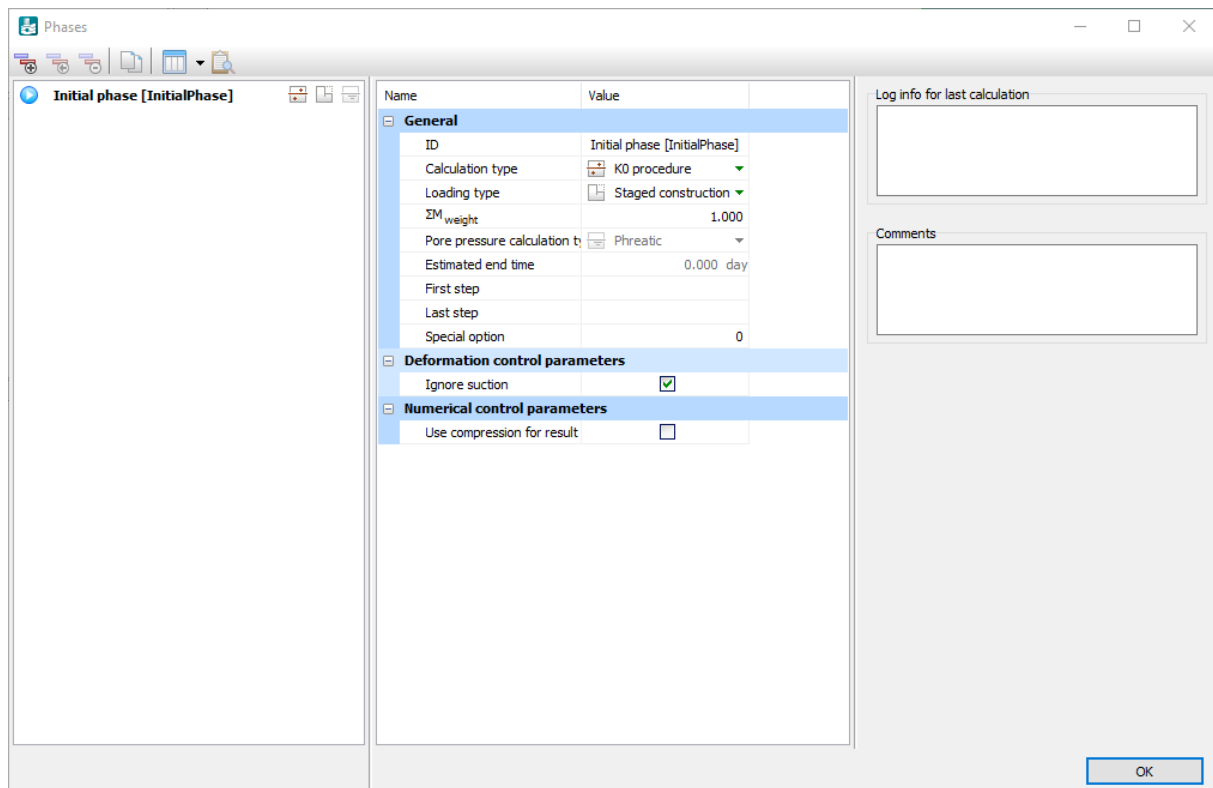 Phases
Initial phase [InitialPhase]
Name Value
General
ID Initial phase [InitialPhase]
Calculation type K0 procedure
Loading type Staged construction
ΣM weight 1.000
Pore pressure calculation ty Phreatic
Estimated end time 0.000 day
First step
Last step
Special option 0
Deformation control parameters
Ignore suction
Numerical control parameters
Use compression for result
Log info for last calculation
Comments
OK